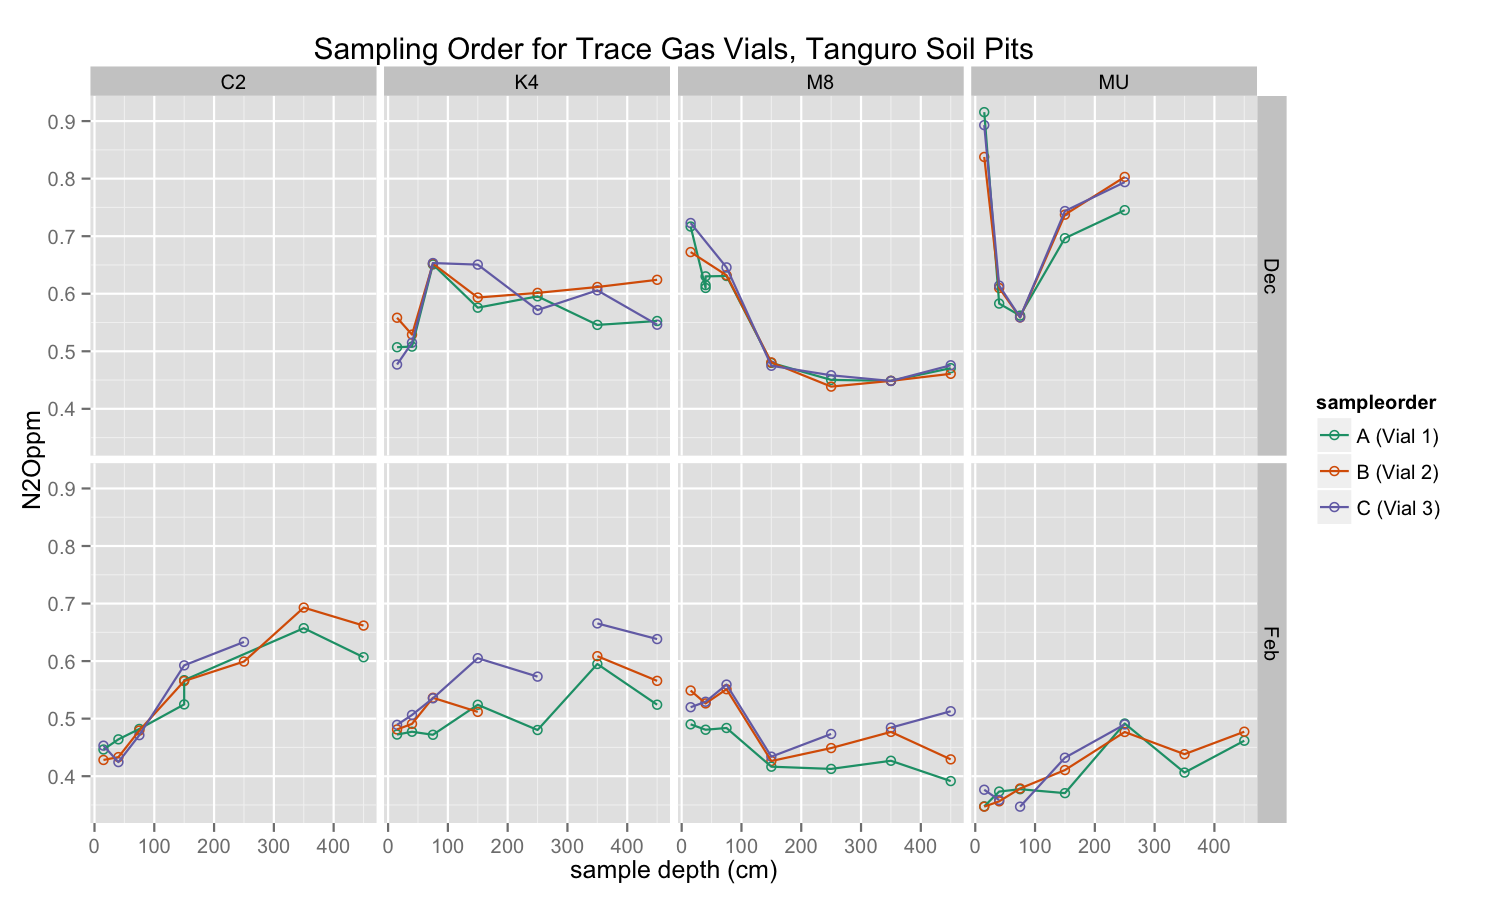 Sampling Order for Trace Gas Vials, Tanguro Soil Pits
C2 K4 M8 MU
0.9
0.8
0.7
0.6
0.5
0.4
Dec
0.9
0.8
0.7
0.6
0.5
0.4
Feb
N2Oppm
0 100 200 300 400 0 100 200 300 400 0 100 200 300 400 0 100 200 300 400
sample depth (cm)
sampleorder
A (Vial 1)
B (Vial 2)
C (Vial 3)